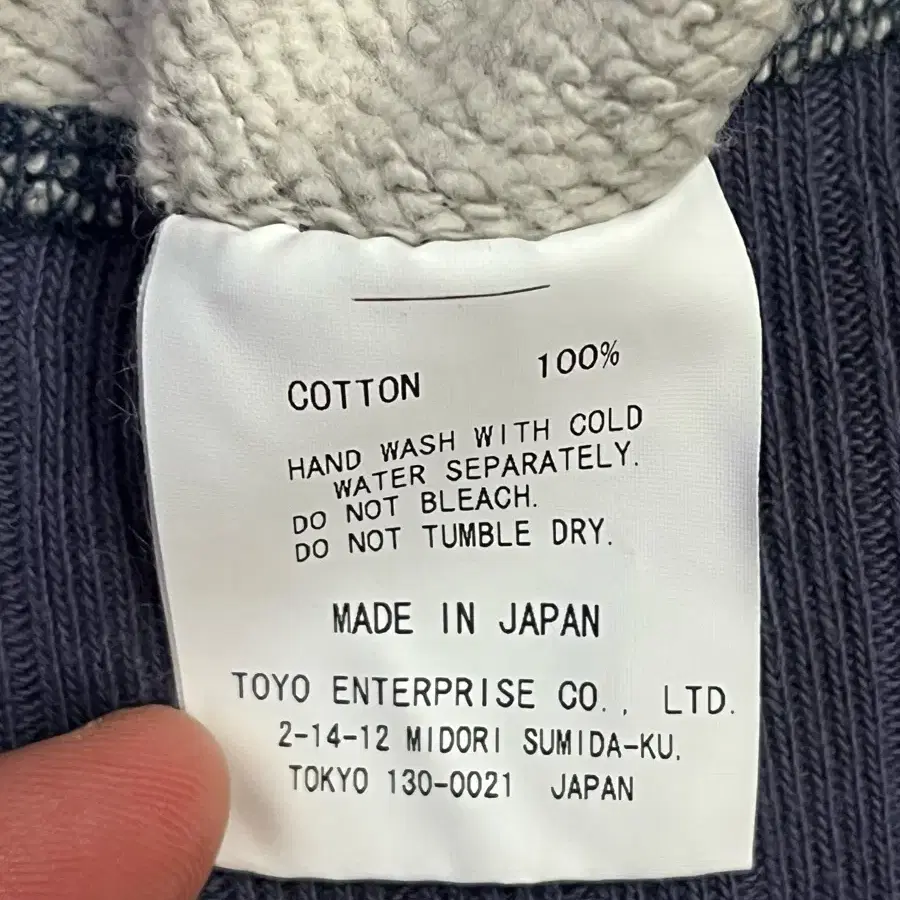 COTTON 100%
HAND WASH WITH COLD
WATER SEPARATELY.
DO NOT BLEACH.
DO NOT TUMBLE DRY.
MADE IN JAPAN
TOYO ENTERPRISE CO., LTD.
2-14-12 MIDORI SUMIDA-KU.
TOKYO 130-0021 JAPAN